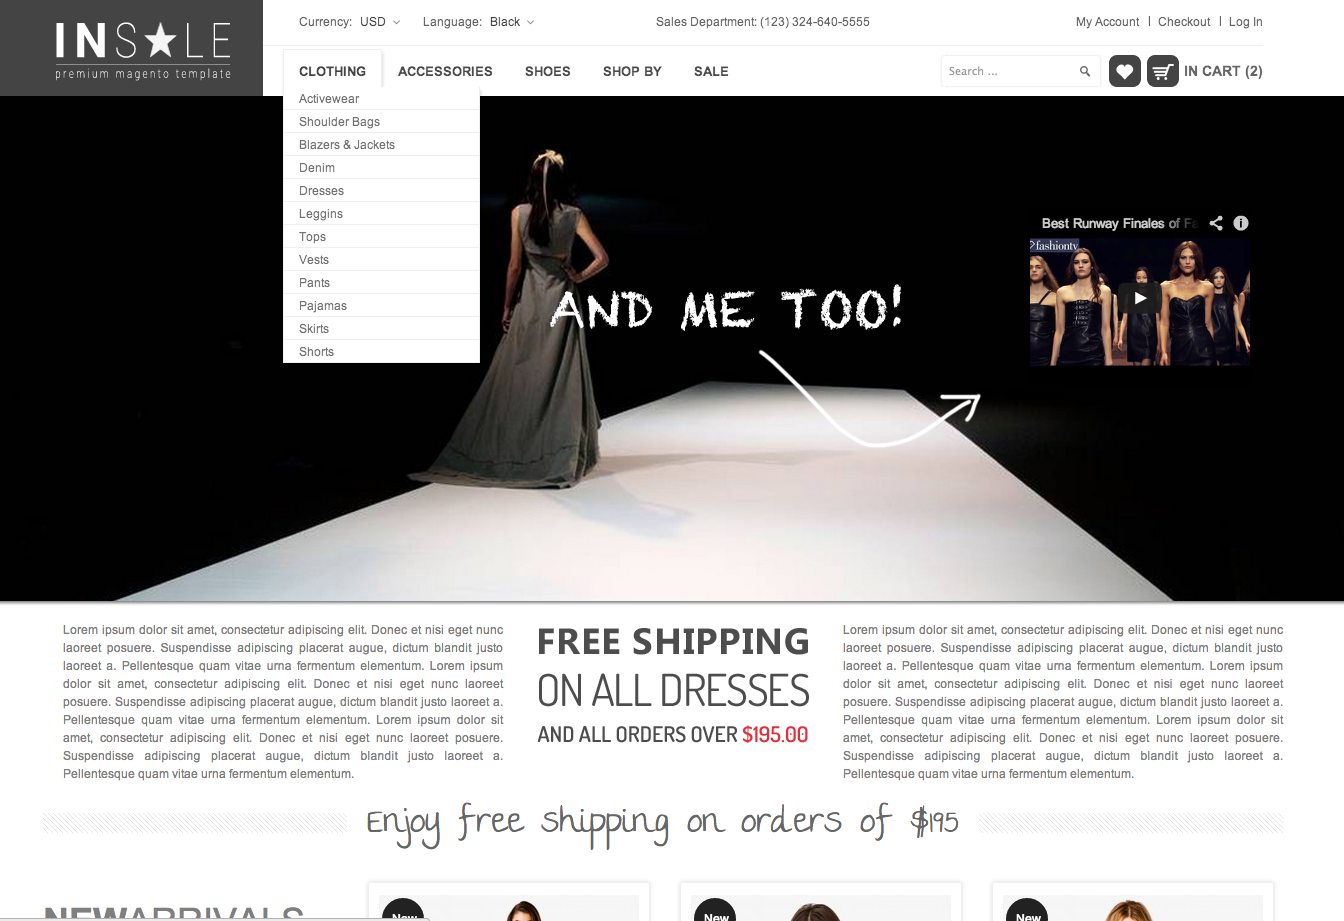 INSALE
premium magento template
Currency: USD
Language: Black
Sales Department: (123) 324-640-5555
My Account | Checkout | Log In
CLOTHING
ACCESSORIES
SHOES
SHOP BY
SALE
Search ...
IN CART (2)
Activewear
Shoulder Bags
Blazers & Jackets
Denim
Dresses
Leggins
Tops
Vests
Pants
Pajamas
Skirts
Shorts
AND ME TOO!
Best Runway Finales of Fa
fashiontv
Lorem ipsum dolor sit amet, consectetur adipiscing elit. Donec et nisi eget nunc
laoreet posuere. Suspendisse adipiscing placerat augue, dictum blandit justo
laoreet a. Pellentesque quam vitae urna fermentum elementum. Lorem ipsum
dolor sit amet, consectetur adipiscing elit. Donec et nisi eget nunc laoreet
posuere. Suspendisse adipiscing placerat augue, dictum blandit justo laoreet a.
Pellentesque quam vitae urna fermentum elementum. Lorem ipsum dolor sit
amet, consectetur adipiscing elit. Donec et nisi eget nunc laoreet posuere.
Suspendisse adipiscing placerat augue, dictum blandit justo laoreet a.
Pellentesque quam vitae urna fermentum elementum.
FREE SHIPPING
ON ALL DRESSES
AND ALL ORDERS OVER $195.00
Lorem ipsum dolor sit amet, consectetur adipiscing elit. Donec et nisi eget nunc
laoreet posuere. Suspendisse adipiscing placerat augue, dictum blandit justo
laoreet a. Pellentesque quam vitae urna fermentum elementum. Lorem ipsum
dolor sit amet, consectetur adipiscing elit. Donec et nisi eget nunc laoreet
posuere. Suspendisse adipiscing placerat augue, dictum blandit justo laoreet a.
Pellentesque quam vitae urna fermentum elementum. Lorem ipsum dolor sit
amet, consectetur adipiscing elit. Donec et nisi eget nunc laoreet posuere.
Suspendisse adipiscing placerat augue, dictum blandit justo laoreet a.
Pellentesque quam vitae urna fermentum elementum.
Enjoy free shipping on orders of $195
NEWARRIVALS
New
New
New